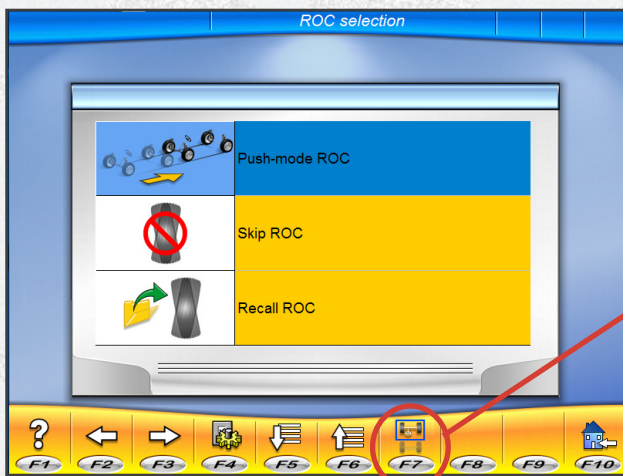 ROC selection
Push-mode ROC
Skip ROC
Recall ROC
?
F1 F2 F3 F4 F5 F6 F7 F8 F9 F10